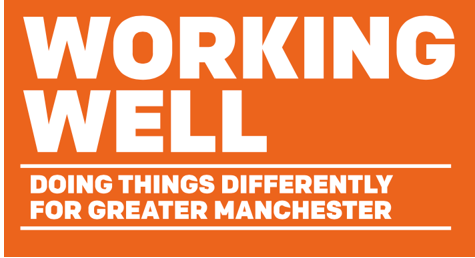 WORKING
WELL
DOING THINGS DIFFERENTLY
FOR GREATER MANCHESTER